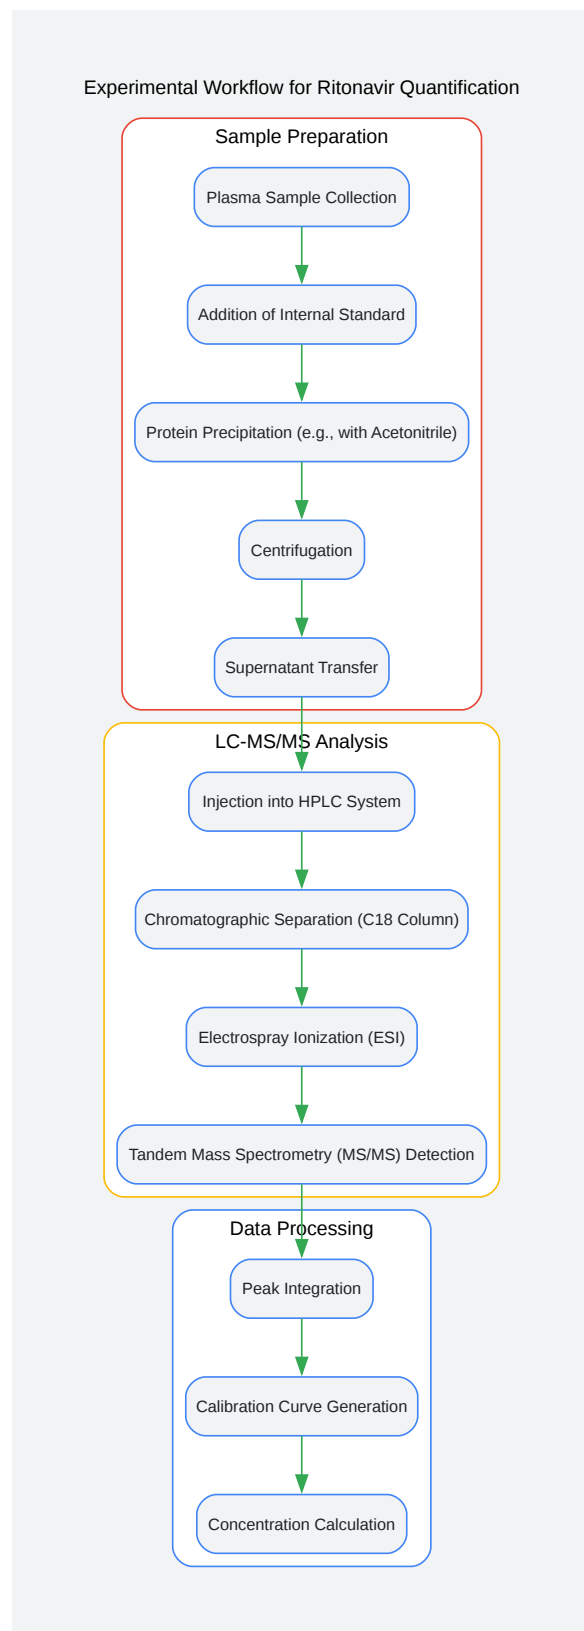 Experimental Workflow for Ritonavir Quantification
Sample Preparation
Plasma Sample Collection
Addition of Internal Standard
Protein Precipitation (e.g., with Acetonitrile)
Centrifugation
Supernatant Transfer
LC-MS/MS Analysis
Injection into HPLC System
Chromatographic Separation (C18 Column)
Electrospray Ionization (ESI)
Tandem Mass Spectrometry (MS/MS) Detection
Data Processing
Peak Integration
Calibration Curve Generation
Concentration Calculation